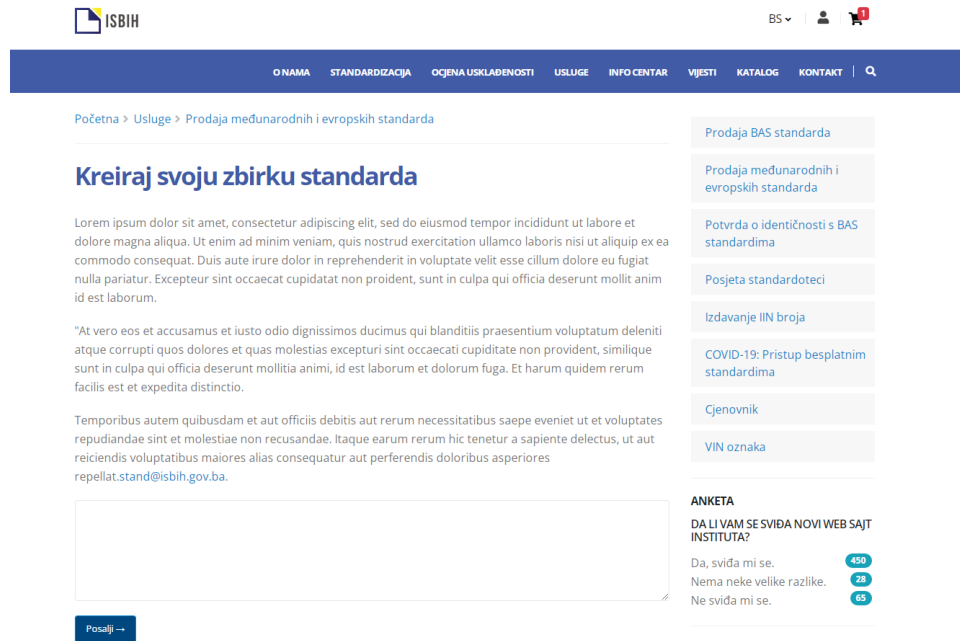 ISBIH
BS
1
O NAMA STANDARDIZACIJA OCJENA USKLAĐENOSTI USLUGE INFO CENTAR VIJESTI KATALOG KONTAKT
Početna > Usluge > Prodaja međunarodnih i evropskih standarda
Kreiraj svoju zbirku standarda
Lorem ipsum dolor sit amet, consectetur adipiscing elit, sed do eiusmod tempor incididunt ut labore et
dolore magna aliqua. Ut enim ad minim veniam, quis nostrud exercitation ullamco laboris nisi ut aliquip ex ea
commodo consequat. Duis aute irure dolor in reprehenderit in voluptate velit esse cillum dolore eu fugiat
nulla pariatur. Excepteur sint occaecat cupidatat non proident, sunt in culpa qui officia deserunt mollit anim
id est laborum.
"At vero eos et accusamus et iusto odio dignissimos ducimus qui blanditiis praesentium voluptatum deleniti
atque corrupti quos dolores et quas molestias excepturi sint occaecati cupiditate non provident, similique
sunt in culpa qui officia deserunt mollitia animi, id est laborum et dolorum fuga. Et harum quidem rerum
facilis est et expedita distinctio.
Temporibus autem quibusdam et aut officiis debitis aut rerum necessitatibus saepe eveniet ut et voluptates
repudiandae sint et molestiae non recusandae. Itaque earum rerum hic tenetur a sapiente delectus, ut aut
reiciendis voluptatibus maiores alias consequatur aut perferendis doloribus asperiores
repellat.stand@isbih.gov.ba.
Posalji →
Prodaja BAS standarda
Prodaja međunarodnih i
evropskih standarda
Potvrda o identičnosti s BAS
standardima
Posjeta standardoteci
Izdavanje IIN broja
COVID-19: Pristup besplatnim
standardima
Cjenovnik
VIN oznaka
ANKETA
DA LI VAM SE SVIĐA NOVI WEB SAJT
INSTITUTA?
Da, sviđa mi se. 450
Nema neke velike razlike. 28
Ne sviđa mi se. 65